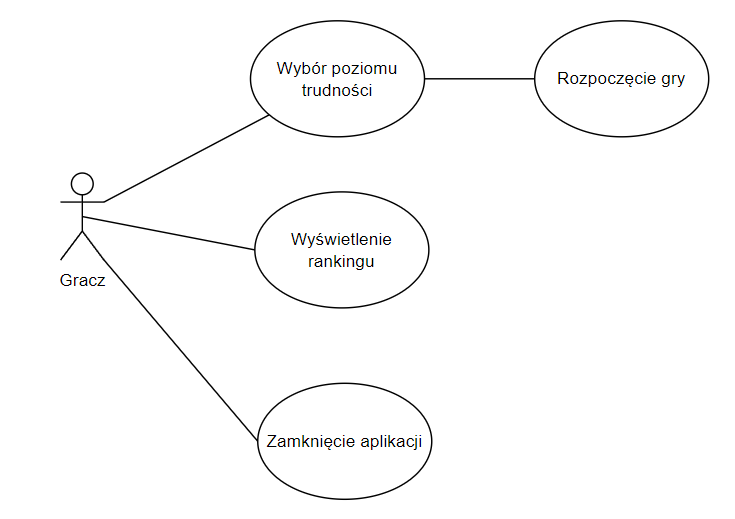 Wybór poziomu
trudności
Rozpoczęcie gry
Wyświetlenie
rankingu
Gracz
Zamknięcie aplikacji